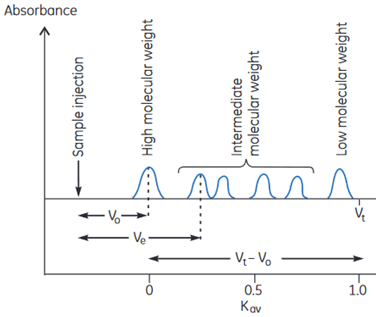 Absorbance
Sample injection
High molecular weight
Intermediate
molecular weight
Low molecular weight
Vt
Vo
Ve
Vt – Vo
0
0.5
1.0
Kav